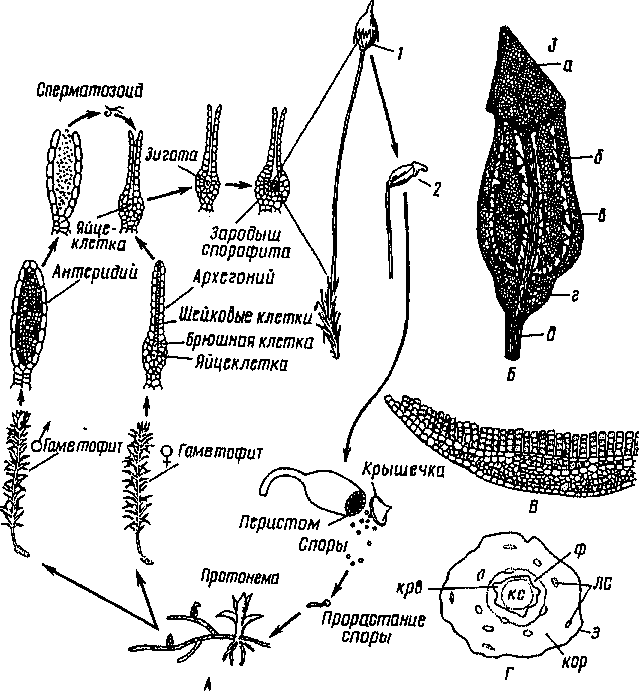 Сперматозоид
Зигота
Яйце-
клетка
Зародыш
спорофита
Антеридий
Архегоний
Шейковые клетки
Брюшная клетка
Яйцеклетка
♂
Гаметофит
♀
Гаметофит
1
2
Крышечка
Перистом
Споры
Протонема
Прорастание
споры
А
З
а
б
в
г
д
Б
В
ф
крв
кс
лс
э
кор
Г